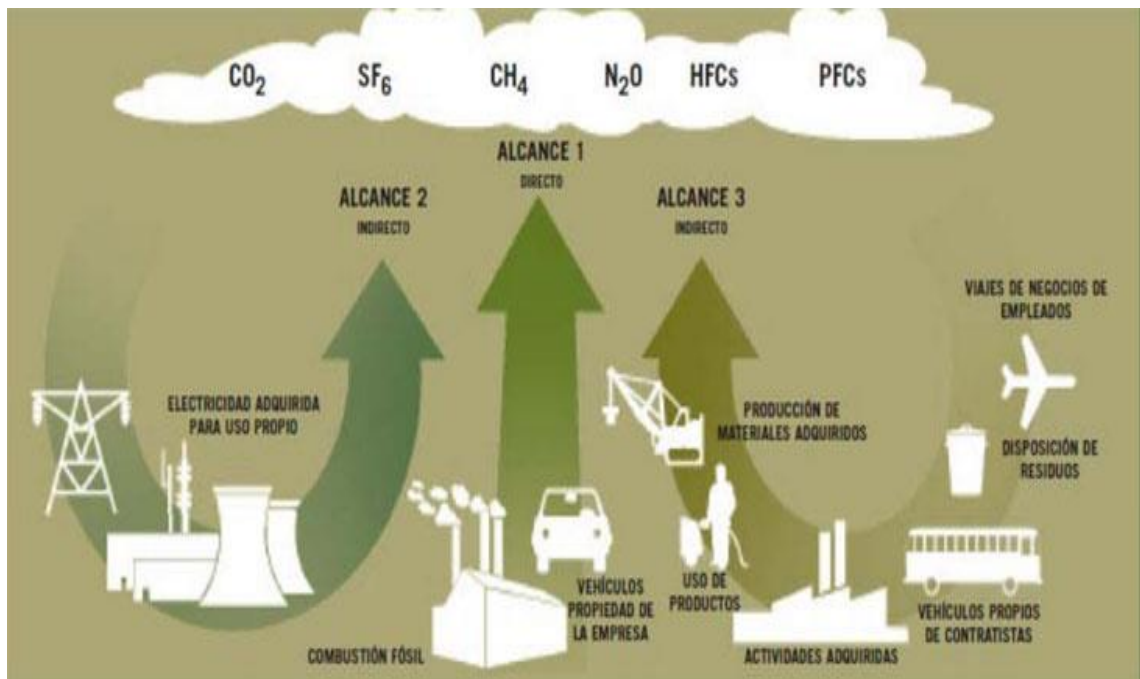 CO₂ SF₆ CH₄ N₂O HFCs PFCs
ALCANCE 1
DIRECTO
ALCANCE 2
INDIRECTO
ALCANCE 3
INDIRECTO
VIAJES DE NEGOCIOS DE
EMPLEADOS
ELECTRICIDAD ADQUIRIDA
PARA USO PROPIO
PRODUCCIÓN DE
MATERIALES ADQUIRIDOS
DISPOSICIÓN DE
RESIDUOS
COMBUSTIÓN FÓSIL
VEHÍCULOS
PROPIEDAD DE
LA EMPRESA
USO DE
PRODUCTOS
ACTIVIDADES ADQUIRIDAS
VEHÍCULOS PROPIOS
DE CONTRATISTAS